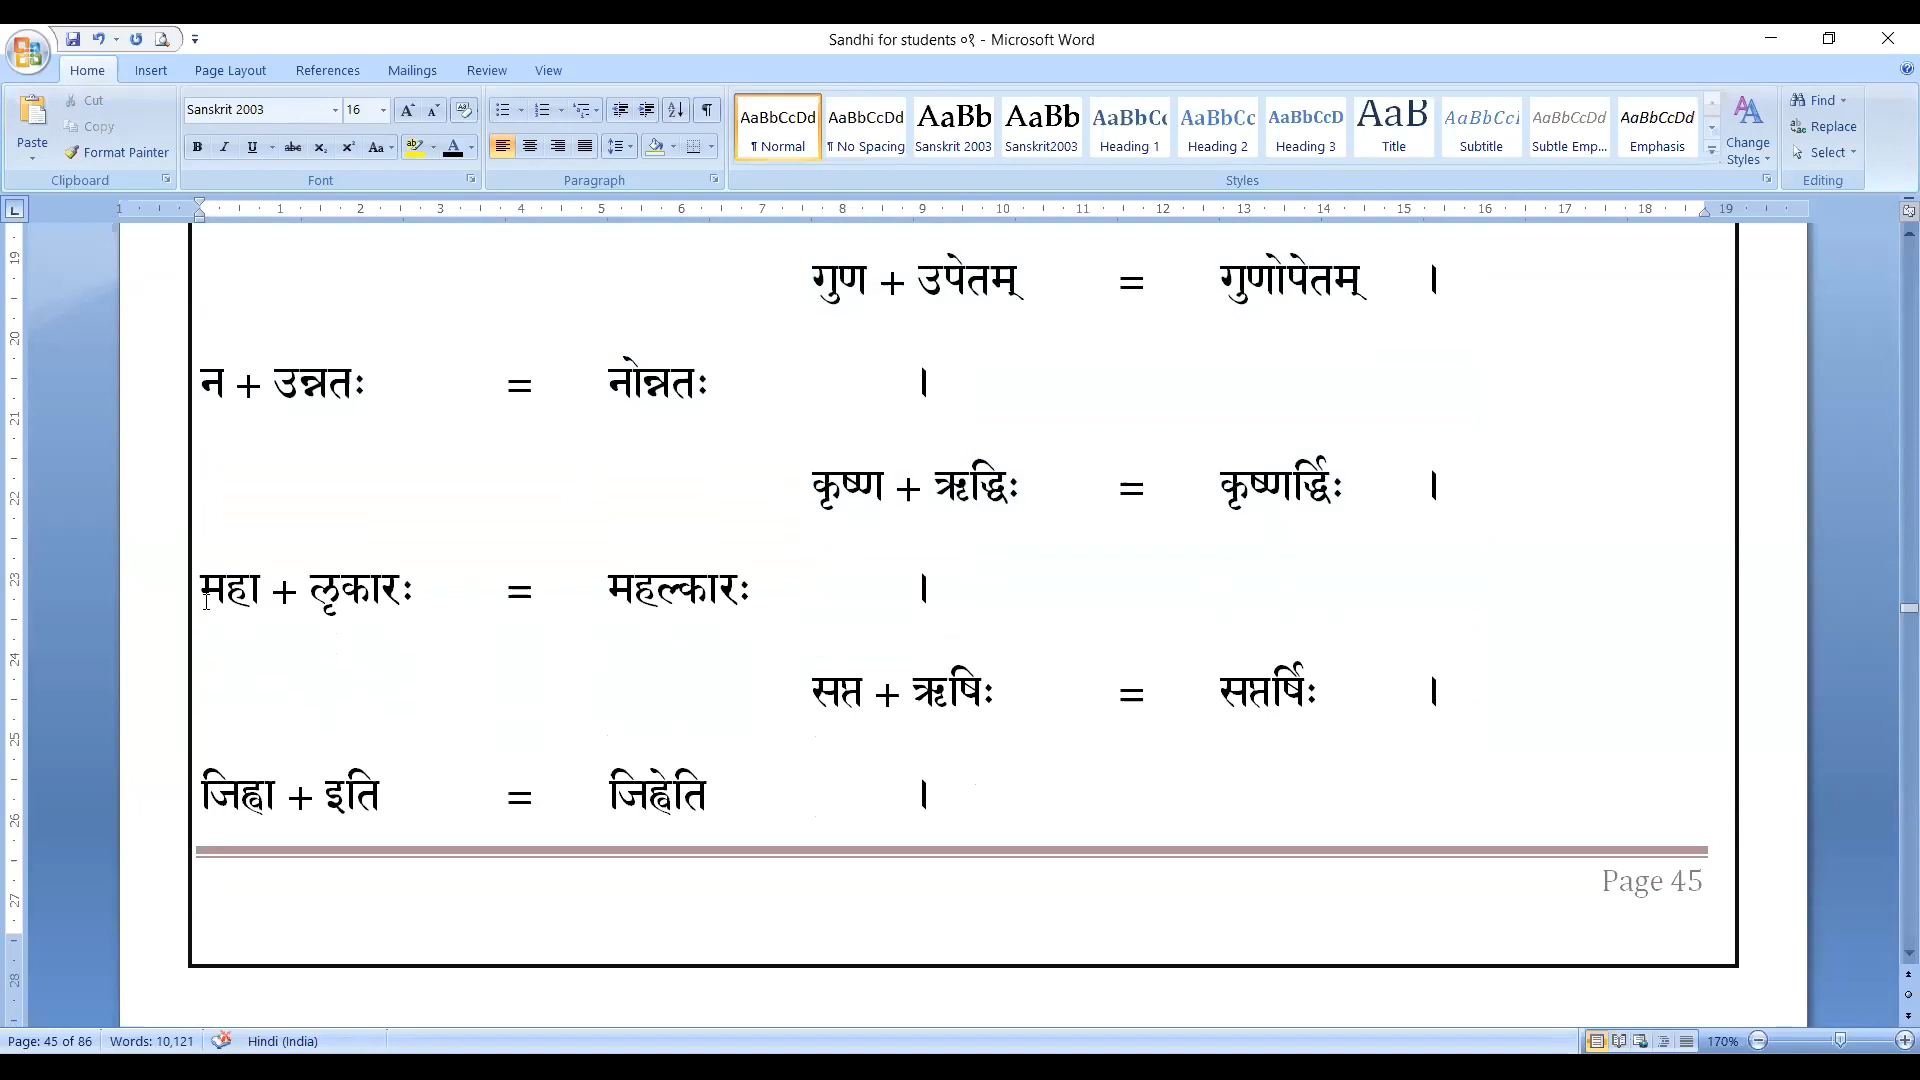 Sandhi for students ०१ - Microsoft Word
Home Insert Page Layout References Mailings Review View
Paste Cut Copy Format Painter Clipboard
Sanskrit 2003 16 Font
Paragraph
AaBbCcDd ¶ Normal
AaBbCcDd ¶ No Spacing
AaBb Sanskrit 2003
AaBb Sanskrit2003
AaBbCc Heading 1
AaBbCc Heading 2
AaBbCcD Heading 3
AaB Title
AaBbCcI Subtitle
AaBbCcDd Subtle Emp...
AaBbCcDd Emphasis
Change Styles
Styles
Find Replace Select Editing
गुण + उपेतम् = गुणोपेतम् ।
न + उन्नतः = नोन्नतः ।
कृष्ण + ऋद्धिः = कृष्णर्द्धिः ।
महा + लृकारः = महल्कारः ।
सप्त + ऋषिः = सप्तर्षिः ।
जिह्वा + इति = जिह्वेति ।
Page 45
Page: 45 of 86 Words: 10,121 Hindi (India) 170%